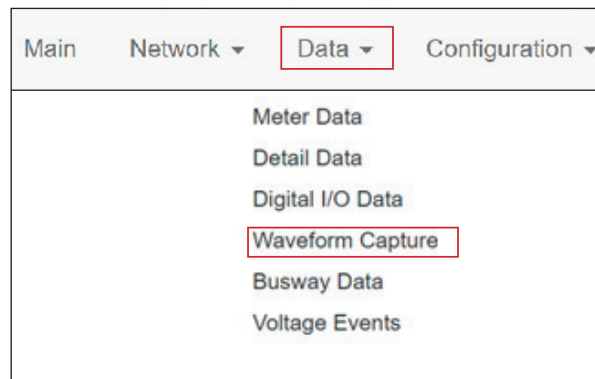 Main Network Data Configuration
Meter Data
Detail Data
Digital I/O Data
Waveform Capture
Busway Data
Voltage Events